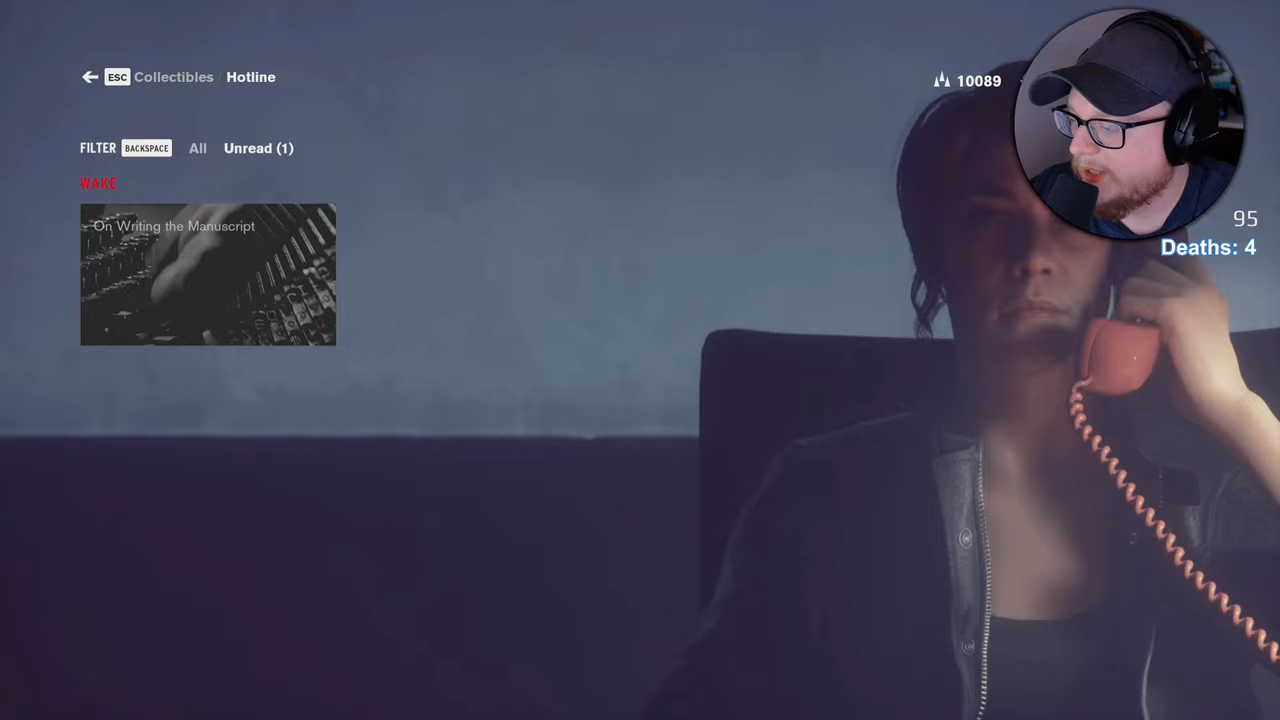 ESC Collectibles / Hotline
10089
FILTER BACKSPACE All Unread (1)
WAKE
On Writing the Manuscript
95
Deaths: 4